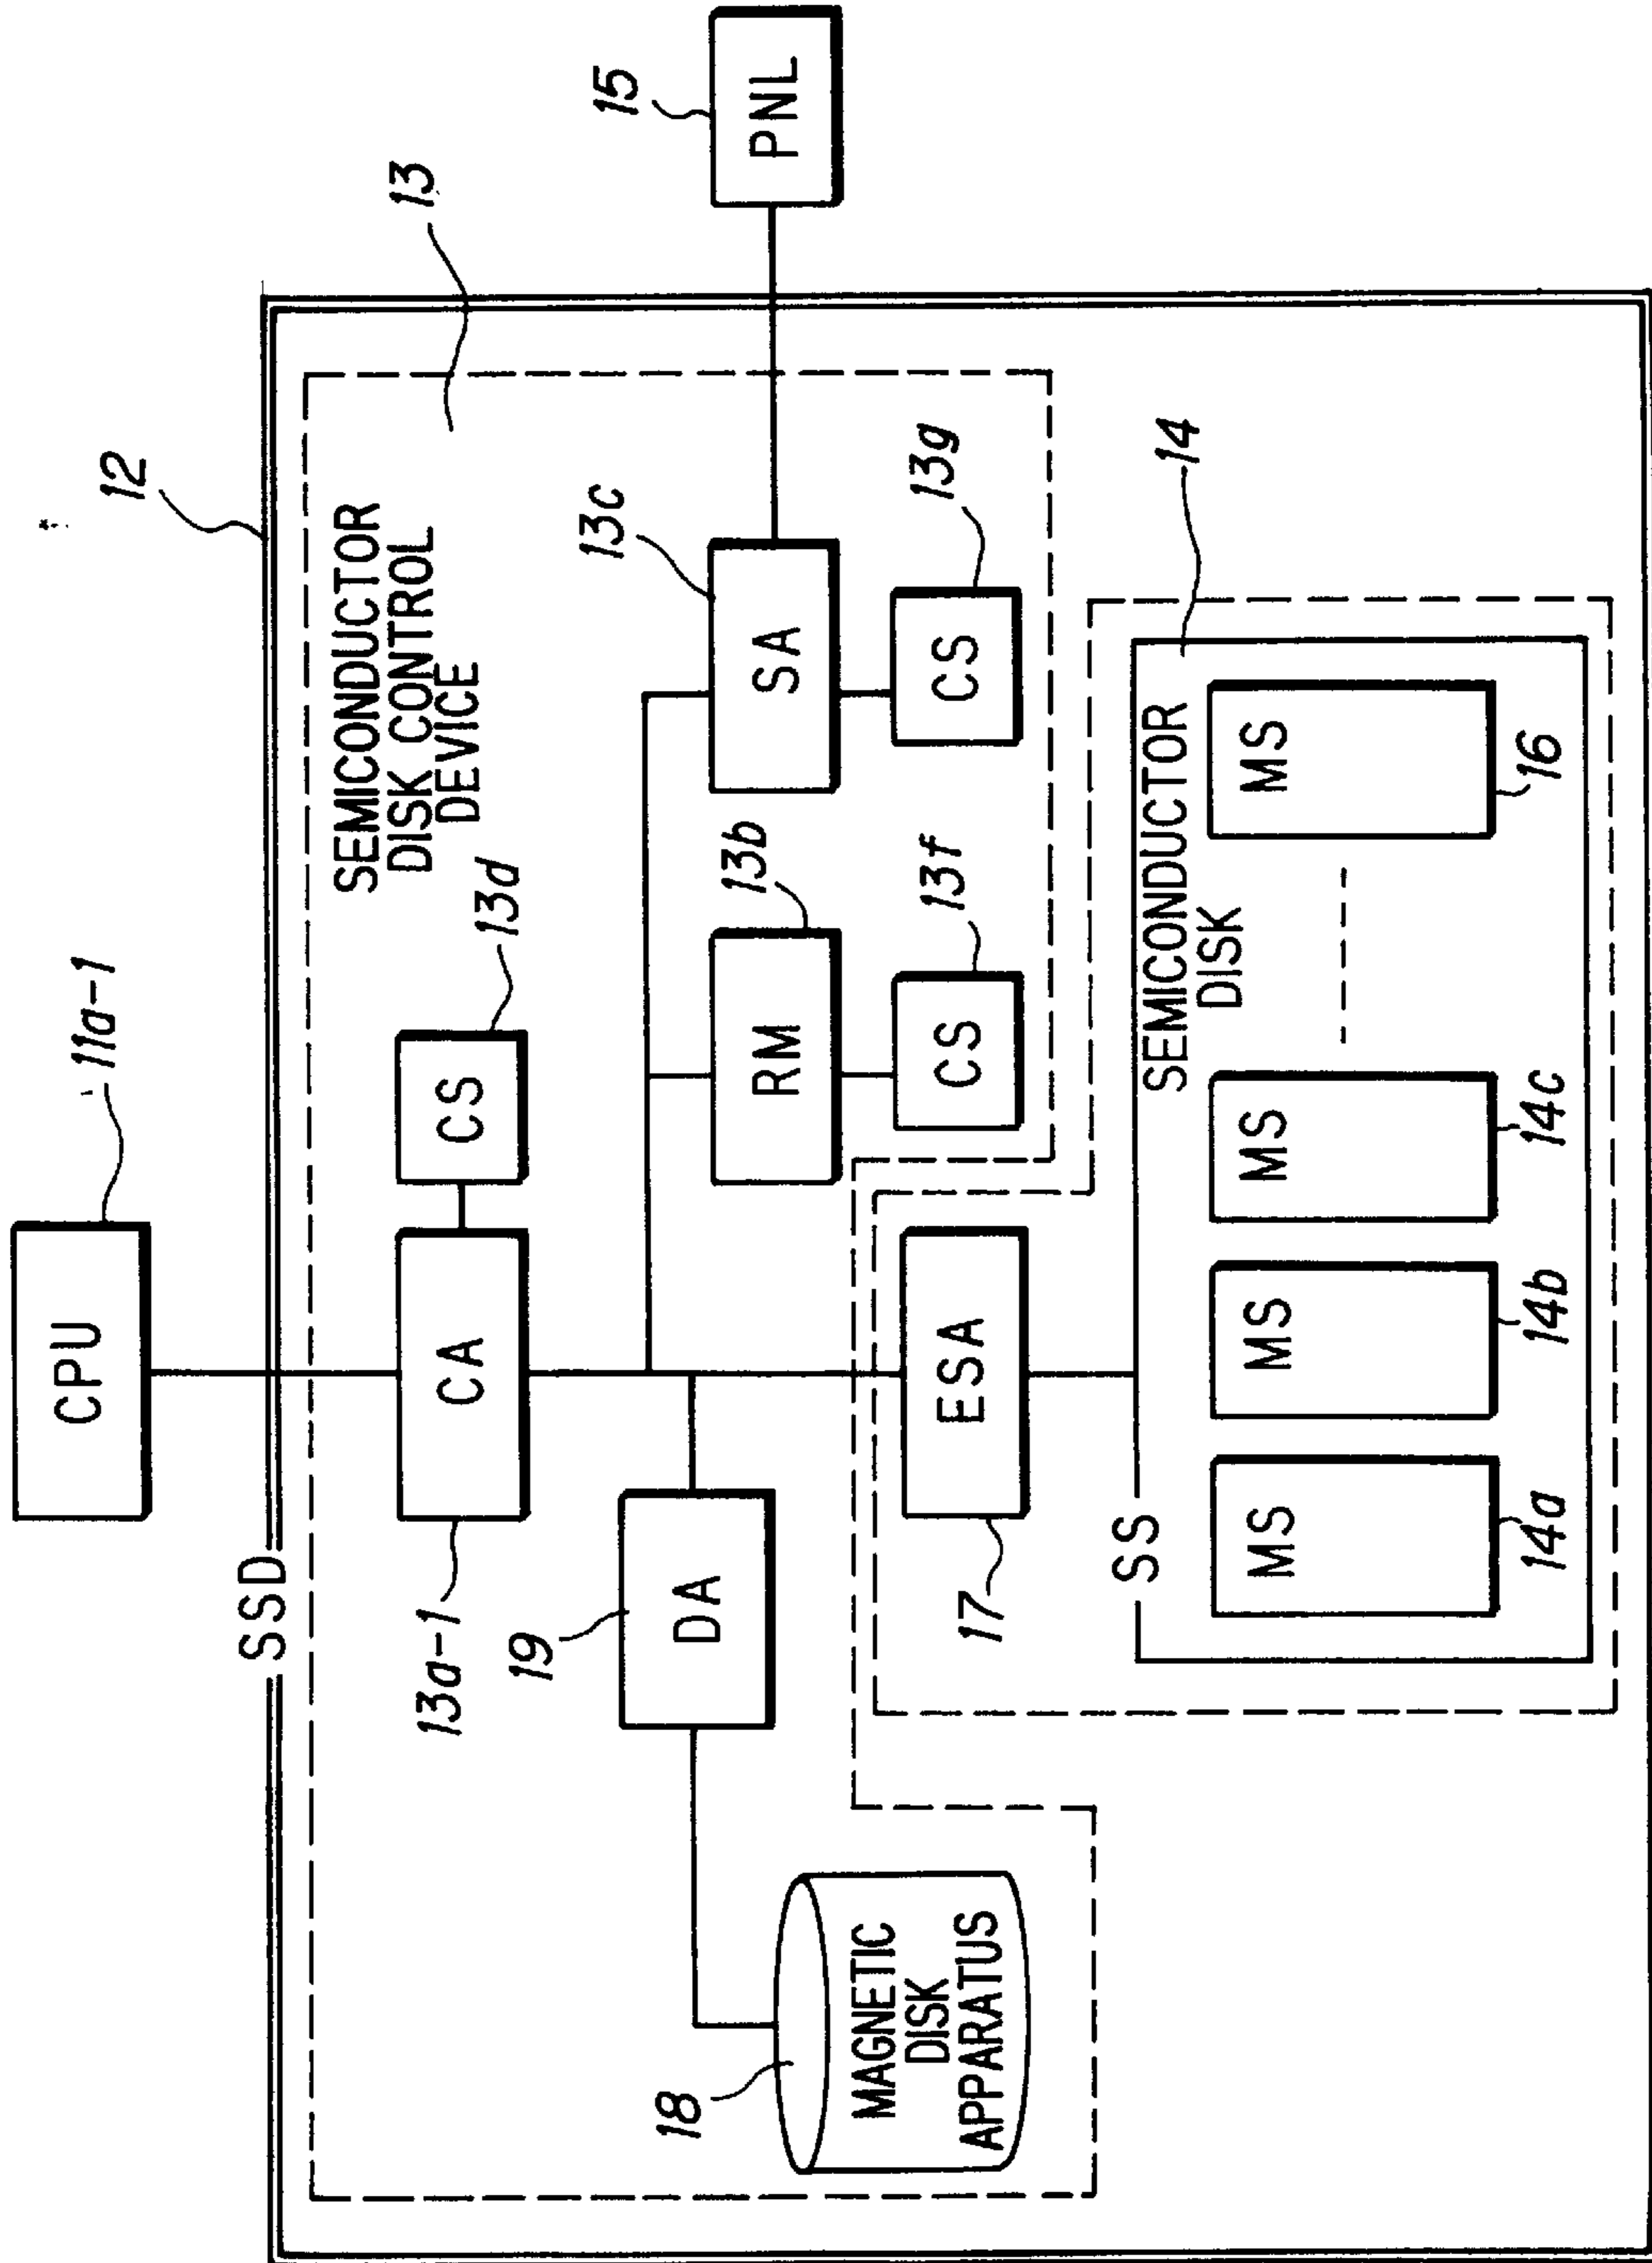 CPU
11a-1
12
SSD
SEMICONDUCTOR
DISK CONTROL
DEVICE
13
CA
13a-1
CS
13d
15
PNL
DA
19
RM
13b
SA
13c
18
MAGNETIC
DISK
APPARATUS
ESA
17
CS
13f
CS
13g
SS
SEMICONDUCTOR
DISK
14
MS
MS
MS
MS
14a
14b
14c
16